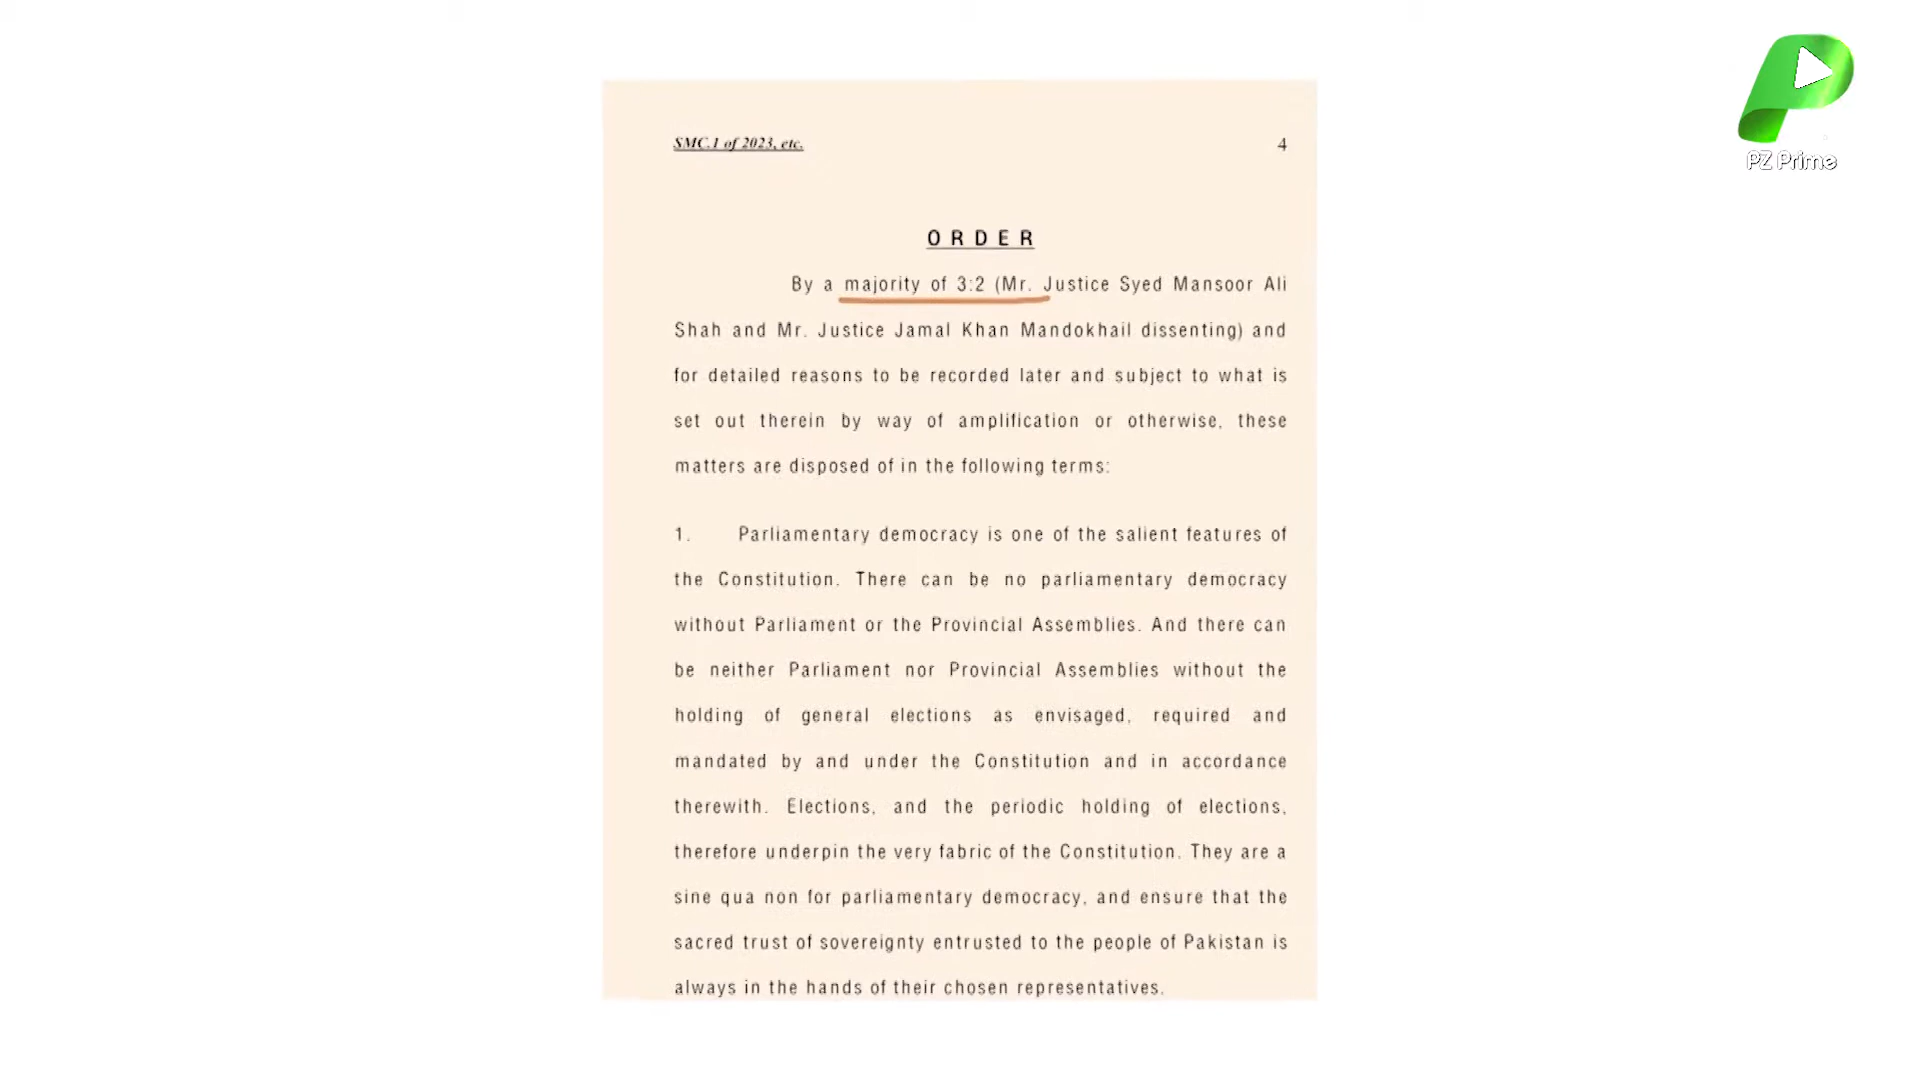 PZ Prime
SMC.1 of 2023, etc.
4
ORDER
By a majority of 3:2 (Mr. Justice Syed Mansoor Ali
Shah and Mr. Justice Jamal Khan Mandokhail dissenting) and
for detailed reasons to be recorded later and subject to what is
set out therein by way of amplification or otherwise, these
matters are disposed of in the following terms:
1. Parliamentary democracy is one of the salient features of
the Constitution. There can be no parliamentary democracy
without Parliament or the Provincial Assemblies. And there can
be neither Parliament nor Provincial Assemblies without the
holding of general elections as envisaged, required and
mandated by and under the Constitution and in accordance
therewith. Elections, and the periodic holding of elections,
therefore underpin the very fabric of the Constitution. They are a
sine qua non for parliamentary democracy, and ensure that the
sacred trust of sovereignty entrusted to the people of Pakistan is
always in the hands of their chosen representatives.